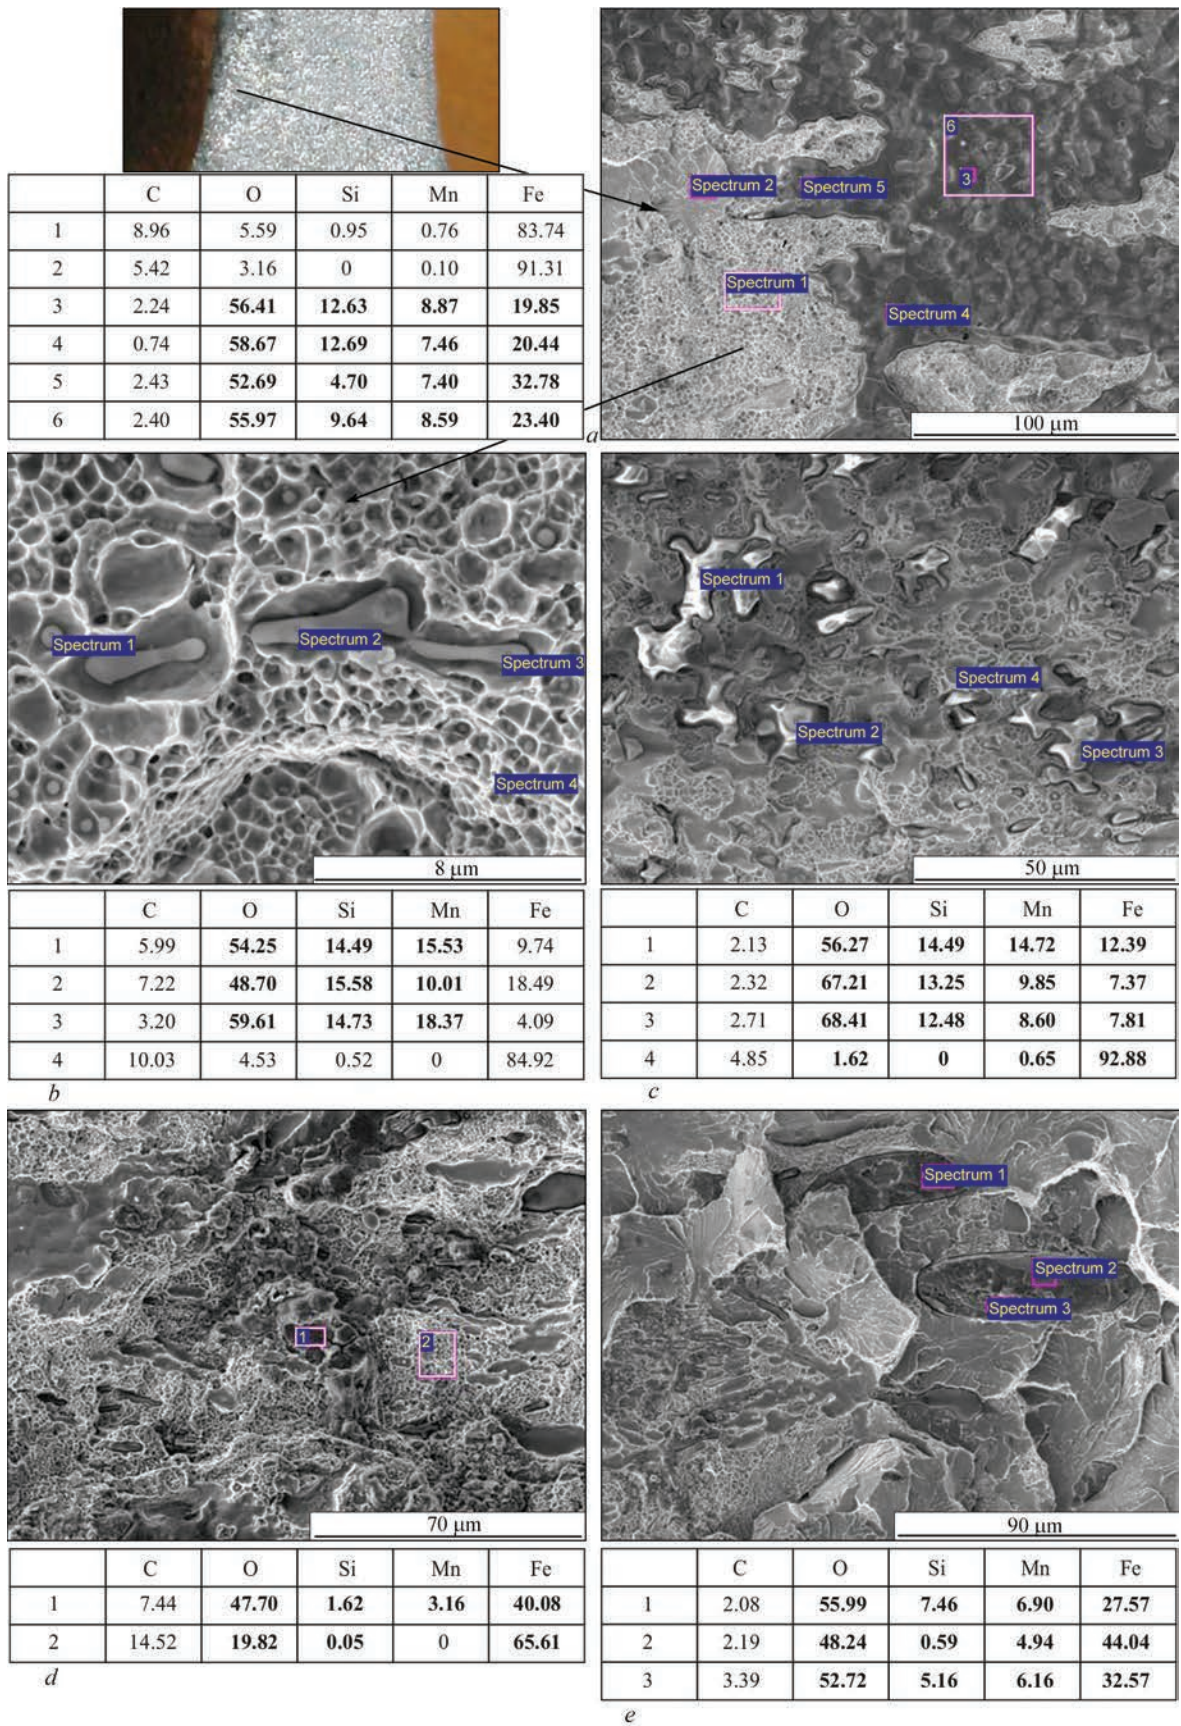 C O Si Mn Fe
1 8.96 5.59 0.95 0.76 83.74
2 5.42 3.16 0 0.10 91.31
3 2.24 56.41 12.63 8.87 19.85
4 0.74 58.67 12.69 7.46 20.44
5 2.43 52.69 4.70 7.40 32.78
6 2.40 55.97 9.64 8.59 23.40
6
3
Spectrum 2
Spectrum 5
Spectrum 1
Spectrum 4
100 μm
a
Spectrum 1
Spectrum 2
Spectrum 3
Spectrum 4
8 μm
C O Si Mn Fe
1 5.99 54.25 14.49 15.53 9.74
2 7.22 48.70 15.58 10.01 18.49
3 3.20 59.61 14.73 18.37 4.09
4 10.03 4.53 0.52 0 84.92
b
Spectrum 1
Spectrum 4
Spectrum 2
Spectrum 3
50 μm
C O Si Mn Fe
1 2.13 56.27 14.49 14.72 12.39
2 2.32 67.21 13.25 9.85 7.37
3 2.71 68.41 12.48 8.60 7.81
4 4.85 1.62 0 0.65 92.88
c
1
2
70 μm
C O Si Mn Fe
1 7.44 47.70 1.62 3.16 40.08
2 14.52 19.82 0.05 0 65.61
d
Spectrum 1
Spectrum 2
Spectrum 3
90 μm
C O Si Mn Fe
1 2.08 55.99 7.46 6.90 27.57
2 2.19 48.24 0.59 4.94 44.04
3 3.39 52.72 5.16 6.16 32.57
e